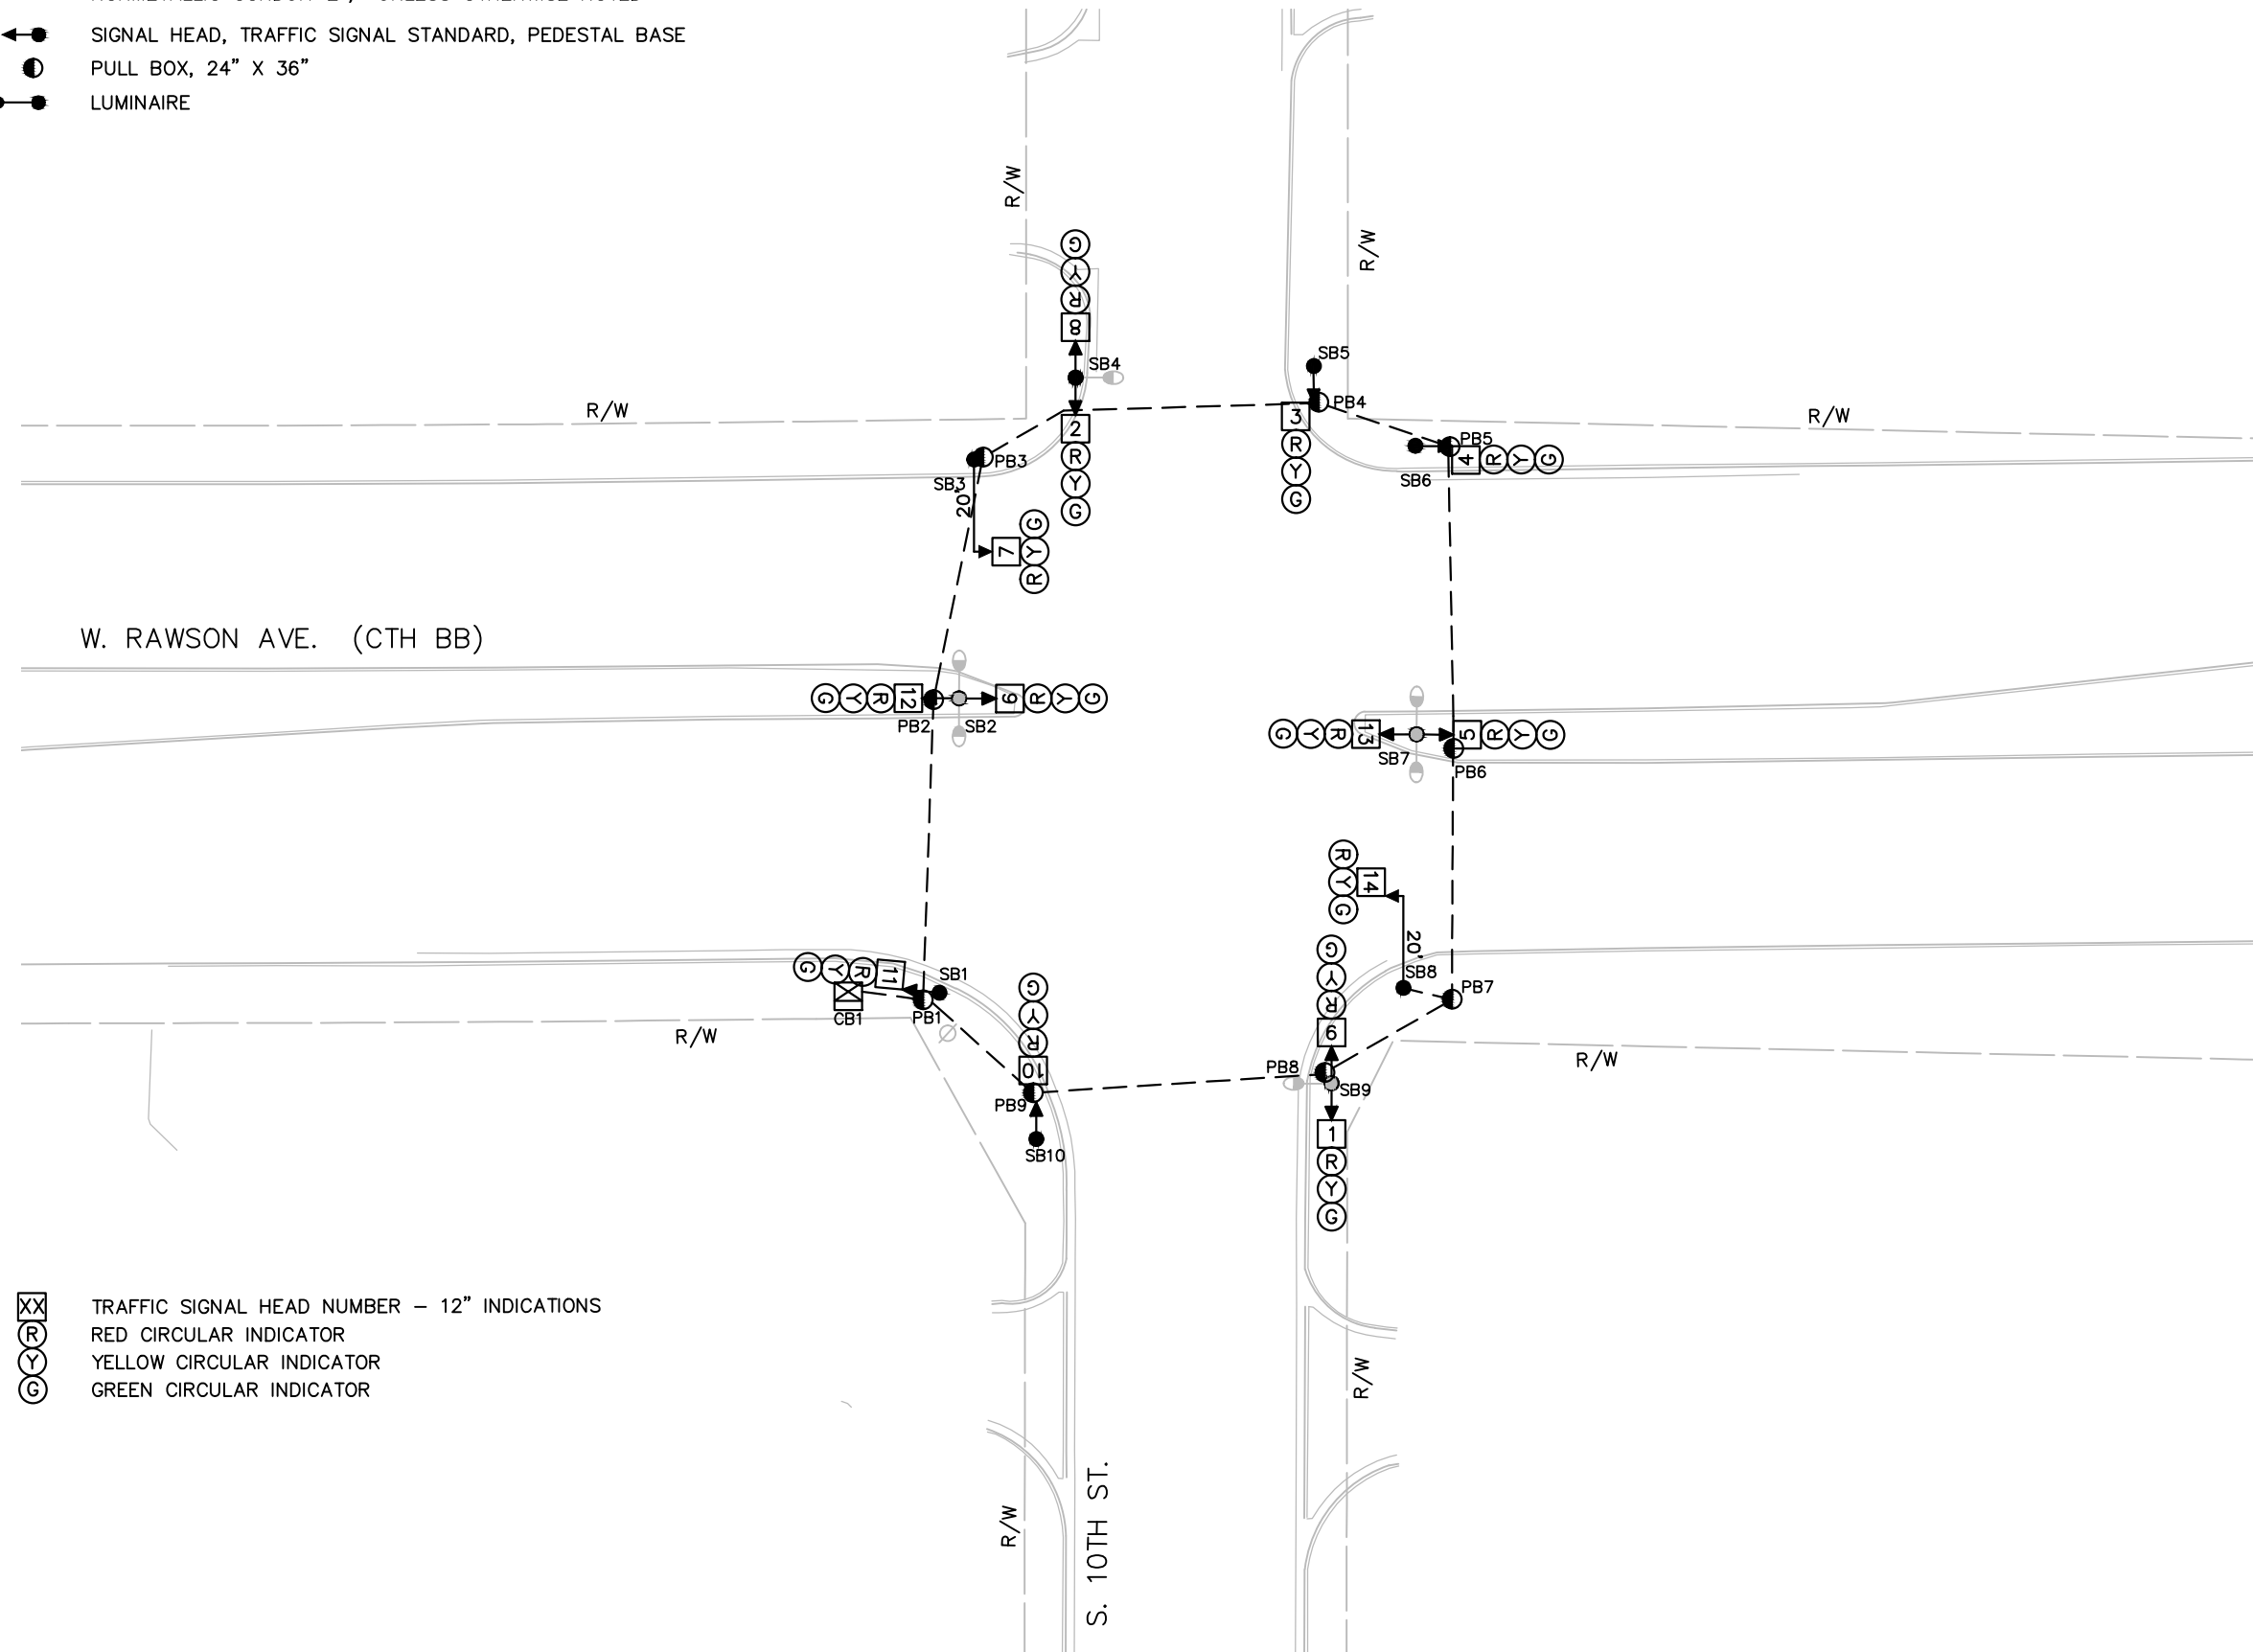 SIGNAL HEAD, TRAFFIC SIGNAL STANDARD, PEDESTAL BASE
PULL BOX, 24" X 36"
LUMINAIRE
R/W
R/W
G
Y
R
8
SB4
2
R
Y
G
SB5
PB4
3
R
Y
G
R/W
R/W
PB5
4 R Y G
SB6
PB3
SB3
20'
7
R Y G
W. RAWSON AVE. (CTH BB)
12 R Y G
PB2
SB2
6 R Y G
13 R Y G
SB7
5 R Y G
PB6
14
R Y G
20'
SB8
PB7
11 R Y G
SB1
CB1
PB1
R/W
G
Y
R
10
PB9
SB10
G
Y
R
9
PB8
SB9
1
R
Y
G
R/W
XX TRAFFIC SIGNAL HEAD NUMBER – 12" INDICATIONS
R RED CIRCULAR INDICATOR
Y YELLOW CIRCULAR INDICATOR
G GREEN CIRCULAR INDICATOR
R/W
R/W
S. 10TH ST.